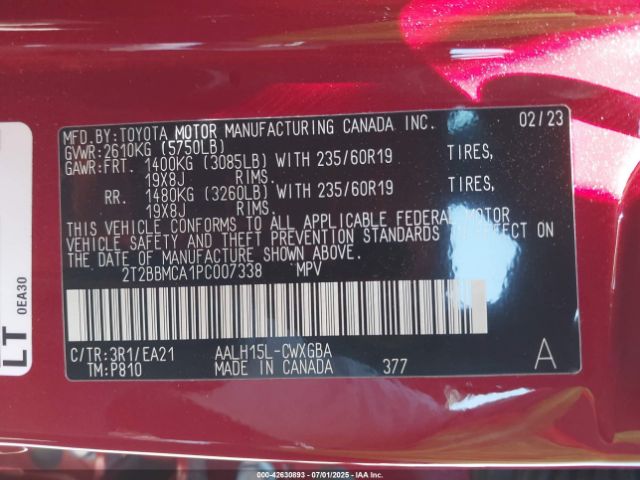 MFD.BY:TOYOTA MOTOR MANUFACTURING CANADA INC. 02/23
GVWR:2610KG (5750LB)
GAWR:FRT. 1400KG (3085LB) WITH 235/60R19 TIRES,
19X8J RIMS.
RR. 1480KG (3260LB) WITH 235/60R19 TIRES,
19X8J RIMS.
THIS VEHICLE CONFORMS TO ALL APPLICABLE FEDERAL MOTOR
VEHICLE SAFETY AND THEFT PREVENTION STANDARDS IN EFFECT ON
THE DATE OF MANUFACTURE SHOWN ABOVE.
2T2BBMCA1PC007338 MPV
C/TR:3R1/EA21 AALH15L-CWXGBA A
TM:P810 MADE IN CANADA 377
LT 0EA30
000-42630893 - 07/01/2025 - IAAI.COM